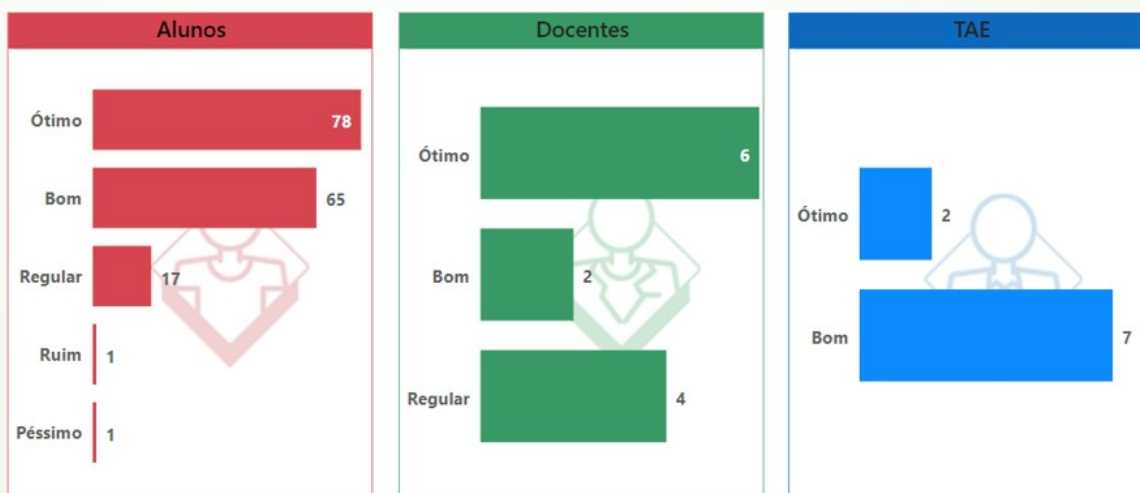 Alunos
Ótimo 78
Bom 65
Regular 17
Ruim 1
Péssimo 1
Docentes
Ótimo 6
Bom 2
Regular 4
TAE
Ótimo 2
Bom 7